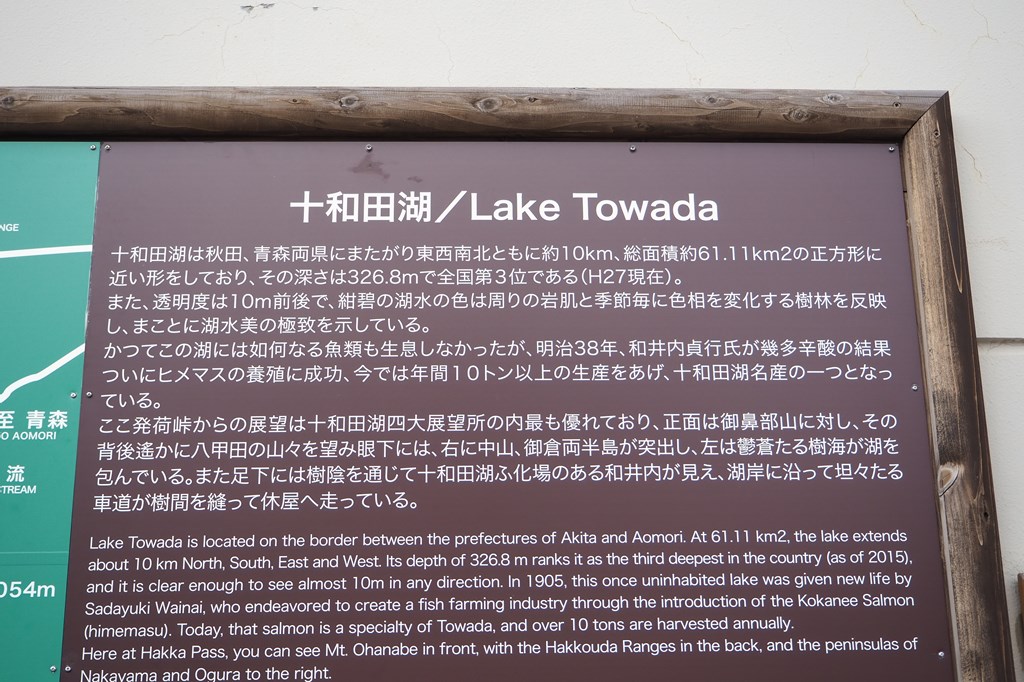 十和田湖／Lake Towada
十和田湖は秋田、青森両県にまたがり東西南北ともに約10km、総面積約61.11km2の正方形に
近い形をしており、その深さは326.8mで全国第3位である（H27現在）。
また、透明度は10m前後で、紺碧の湖水の色は周りの岩肌と季節毎に色相を変化する樹林を反映
し、まことに湖水美の極致を示している。
かつてこの湖には如何なる魚類も生息しなかったが、明治38年、和井内貞行氏が幾多辛酸の結果
ついにヒメマスの養殖に成功、今では年間１０トン以上の生産をあげ、十和田湖名産の一つとなっ
ている。
ここ発荷峠からの展望は十和田湖四大展望所の内最も優れており、正面は御鼻部山に対し、その
背後遙かに八甲田の山々を望み眼下には、右に中山、御倉両半島が突出し、左は鬱蒼たる樹海が湖を
包んでいる。また足下には樹陰を通じて十和田湖ふ化場のある和井内が見え、湖岸に沿って坦々たる
車道が樹間を縫って休屋へ走っている。
Lake Towada is located on the border between the prefectures of Akita and Aomori. At 61.11 km2, the lake extends
about 10 km North, South, East and West. Its depth of 326.8 m ranks it as the third deepest in the country (as of 2015),
and it is clear enough to see almost 10m in any direction. In 1905, this once uninhabited lake was given new life by
Sadayuki Wainai, who endeavored to create a fish farming industry through the introduction of the Kokanee Salmon
(himemasu). Today, that salmon is a specialty of Towada, and over 10 tons are harvested annually.
Here at Hakka Pass, you can see Mt. Ohanabe in front, with the Hakkouda Ranges in the back, and the peninsulas of
Nakayama and Ogura to the right.
NGE
至 青森
O AOMORI
流
STREAM
054m